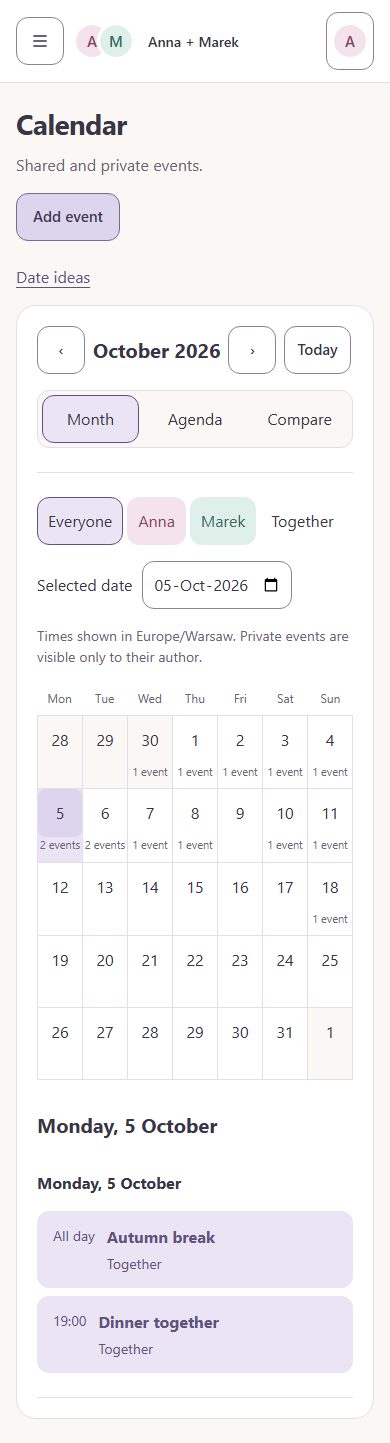 ☰ A M Anna + Marek A
Calendar
Shared and private events.
Add event
Date ideas
‹ October 2026 › Today
Month Agenda Compare
Everyone Anna Marek Together
Selected date 05-Oct-2026
Times shown in Europe/Warsaw. Private events are
visible only to their author.
Mon Tue Wed Thu Fri Sat Sun
28 29 30 1 2 3 4
1 event 1 event 1 event 1 event 1 event
5 6 7 8 9 10 11
2 events 2 events 1 event 1 event 1 event 1 event
12 13 14 15 16 17 18
1 event
19 20 21 22 23 24 25
26 27 28 29 30 31 1
Monday, 5 October
Monday, 5 October
All day Autumn break
Together
19:00 Dinner together
Together